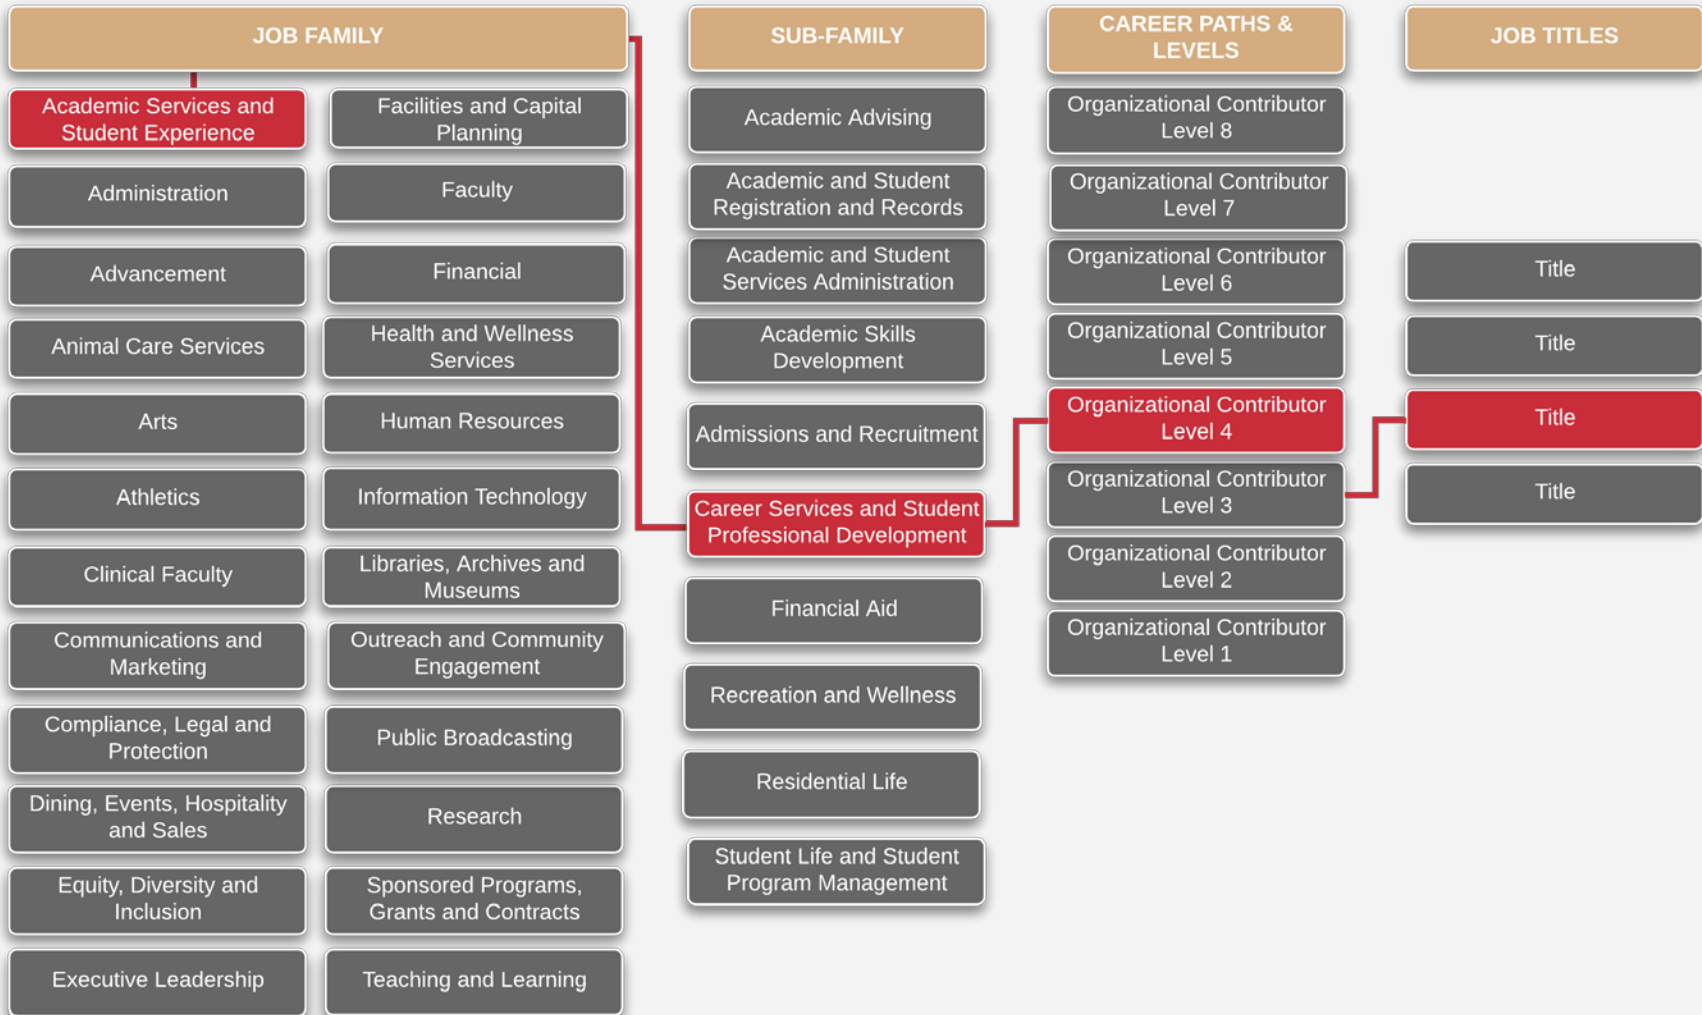 JOB FAMILY
Academic Services and
Student Experience
Administration
Advancement
Animal Care Services
Arts
Athletics
Clinical Faculty
Communications and
Marketing
Compliance, Legal and
Protection
Dining, Events, Hospitality
and Sales
Equity, Diversity and
Inclusion
Executive Leadership
Facilities and Capital
Planning
Faculty
Financial
Health and Wellness
Services
Human Resources
Information Technology
Libraries, Archives and
Museums
Outreach and Community
Engagement
Public Broadcasting
Research
Sponsored Programs,
Grants and Contracts
Teaching and Learning
SUB-FAMILY
Academic Advising
Academic and Student
Registration and Records
Academic and Student
Services Administration
Academic Skills
Development
Admissions and Recruitment
Career Services and Student
Professional Development
Financial Aid
Recreation and Wellness
Residential Life
Student Life and Student
Program Management
CAREER PATHS &
LEVELS
Organizational Contributor
Level 8
Organizational Contributor
Level 7
Organizational Contributor
Level 6
Organizational Contributor
Level 5
Organizational Contributor
Level 4
Organizational Contributor
Level 3
Organizational Contributor
Level 2
Organizational Contributor
Level 1
JOB TITLES
Title
Title
Title
Title